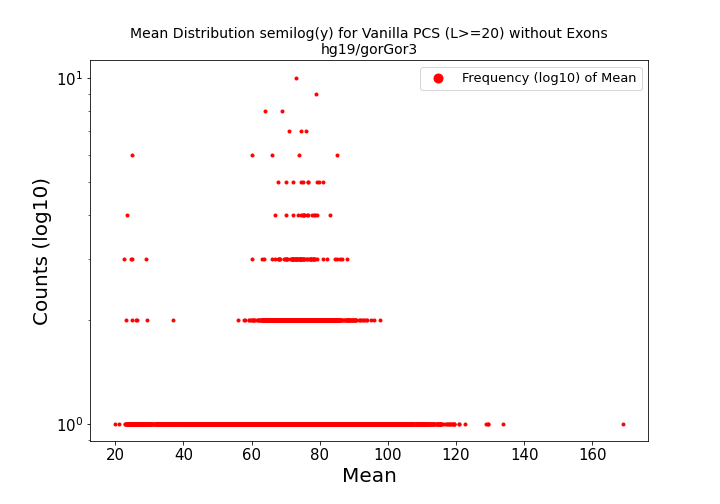 Mean Distribution semilog(y) for Vanilla PCS (L>=20) without Exons
hg19/gorGor3
Frequency (log10) of Mean
Counts (log10)
10¹
10⁰
20 40 60 80 100 120 140 160
Mean